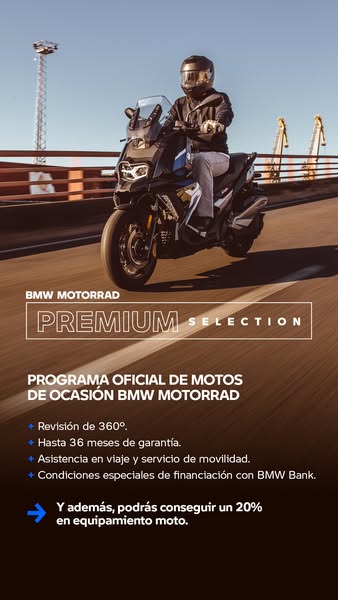 BMW MOTORRAD
PREMIUM SELECTION
PROGRAMA OFICIAL DE MOTOS
DE OCASIÓN BMW MOTORRAD
+ Revisión de 360º.
+ Hasta 36 meses de garantía.
+ Asistencia en viaje y servicio de movilidad.
+ Condiciones especiales de financiación con BMW Bank.
Y además, podrás conseguir un 20%
en equipamiento moto.